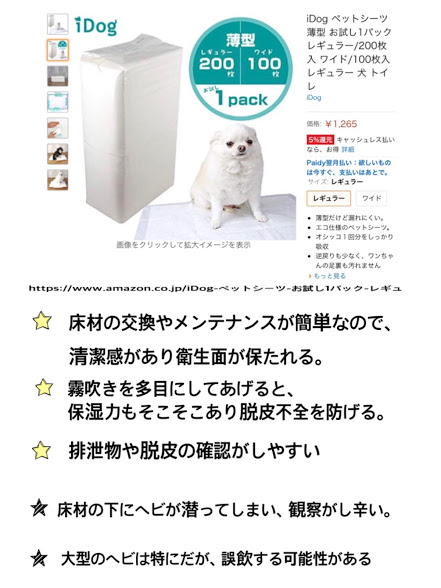 iDog
薄型
レギュラー
200
枚
ワイド
100
枚
お試し
1 pack
画像をクリックして拡大イメージを表示
iDog ペットシーツ
薄型 お試し1パック
レギュラー/200枚
入 ワイド/100枚入
レギュラー 犬 トイ
レ
iDog
価格: ￥1,265
5%還元 キャッシュレス払い
なら、お得 詳細
Paidy翌月払い：欲しいもの
は今すぐ、支払いはあとで。
サイズ: レギュラー
レギュラー ワイド
• 薄型だけど漏れにくい。
• エコ仕様のペットシーツ。
• オシッコ１回分をしっかり
吸収
• 逆戻りも少なく、ワンちゃ
んの足裏も汚れません
› もっと見る
https://www.amazon.co.jp/iDog-ペットシーツ-お試し1パック-レギュ
床材の交換やメンテナンスが簡単なので、
清潔感があり衛生面が保たれる。
霧吹きを多目にしてあげると、
保湿力もそこそこあり脱皮不全を防げる。
排泄物や脱皮の確認がしやすい
床材の下にヘビが潜ってしまい、観察がし辛い。
大型のヘビは特にだが、誤飲する可能性がある